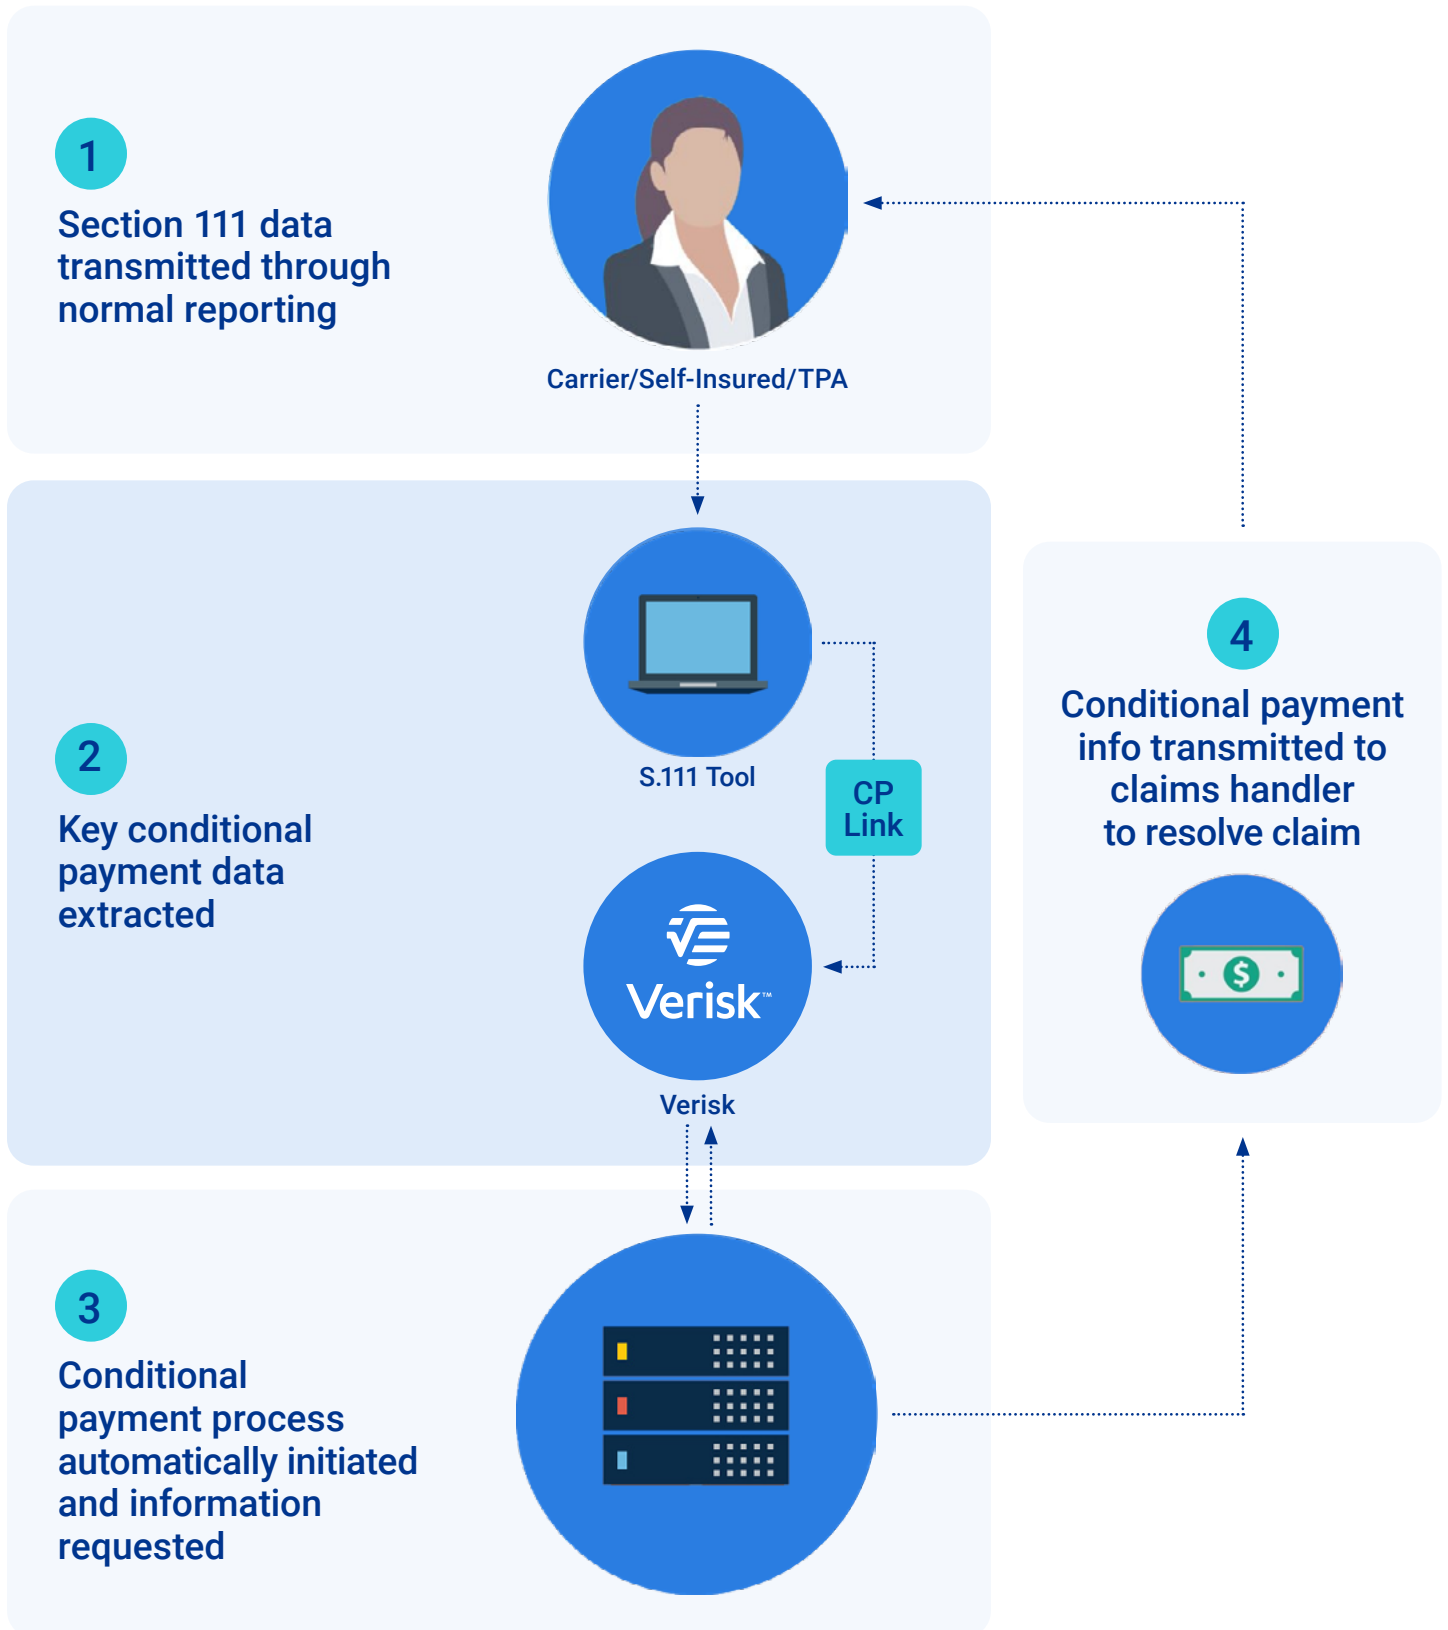 1
Section 111 data
transmitted through
normal reporting
Carrier/Self-Insured/TPA
2
Key conditional
payment data
extracted
S.111 Tool
CP
Link
Verisk™
Verisk
3
Conditional
payment process
automatically initiated
and information
requested
4
Conditional payment
info transmitted to
claims handler
to resolve claim
$